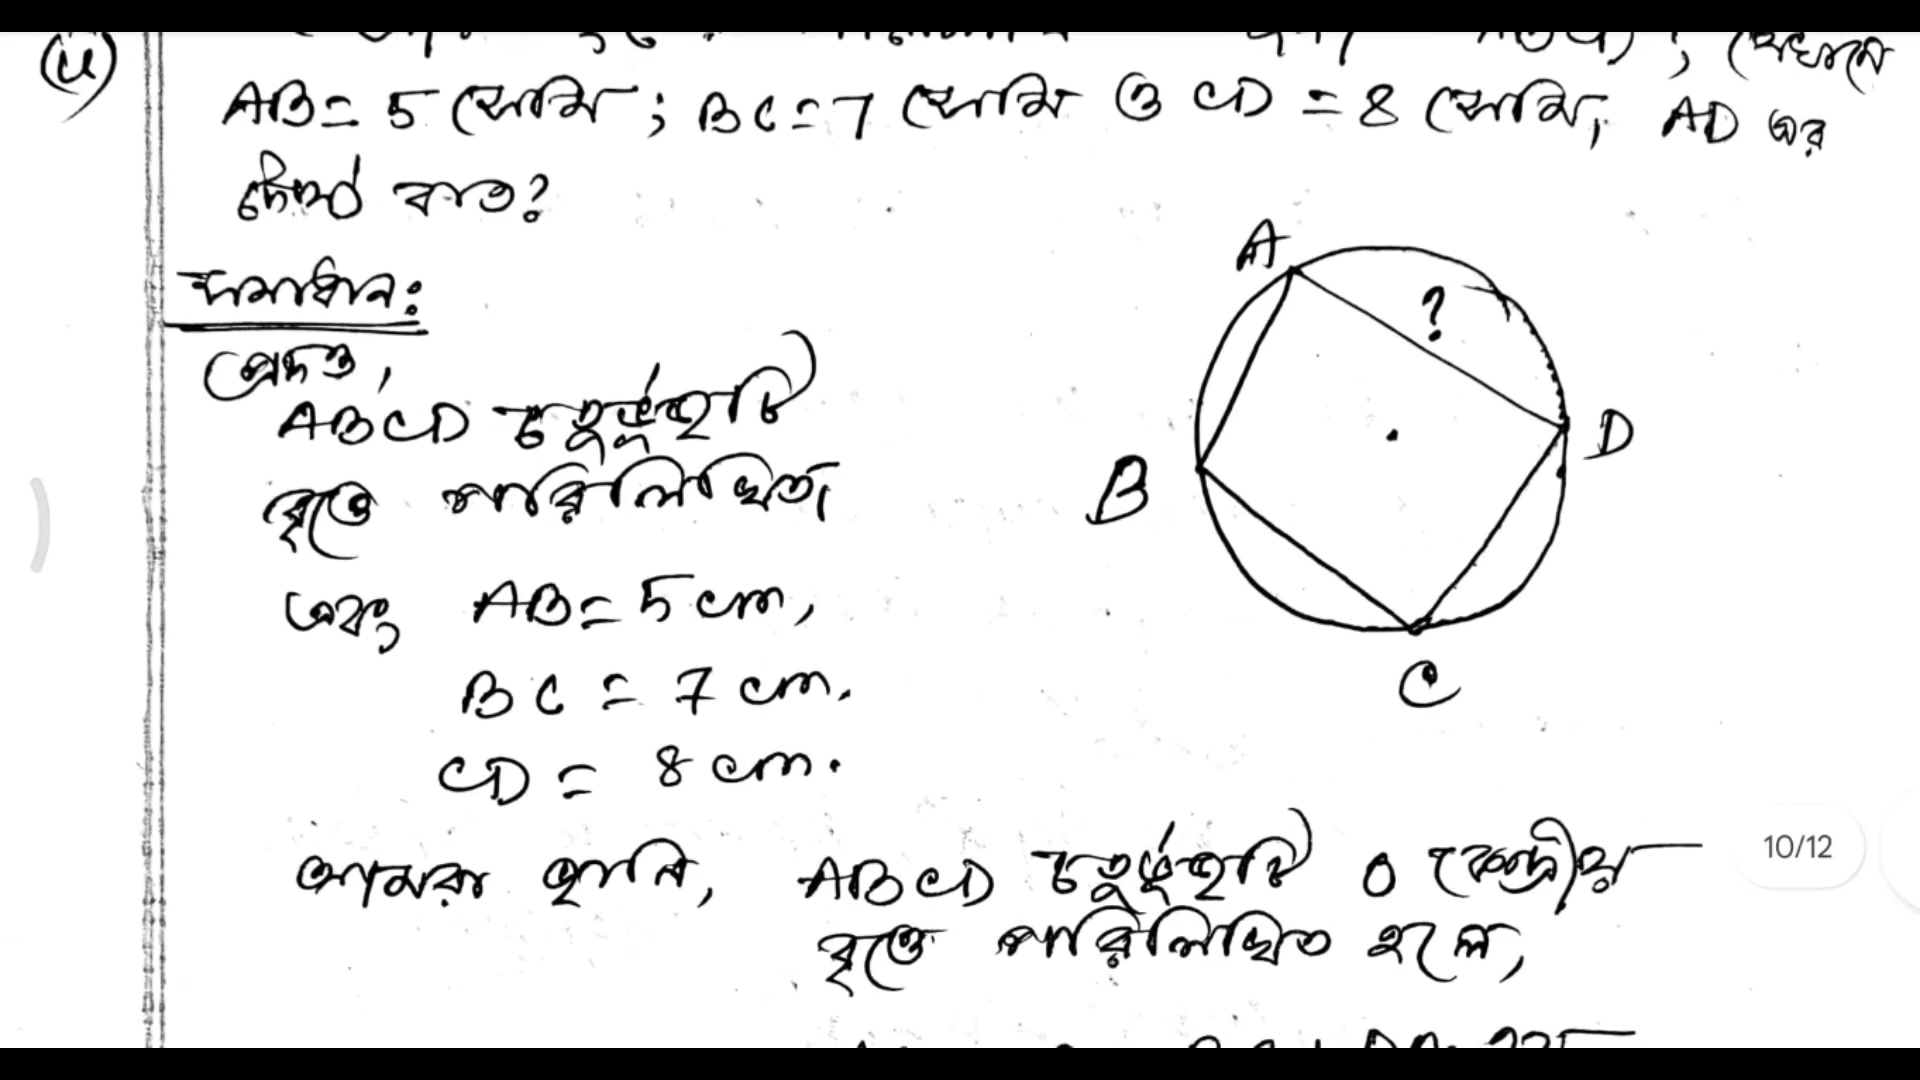 (ii)
AB = 5 সেমি ; BC = 7 সেমি ও CD = 8 সেমি, AD এর
দৈর্ঘ্য কত?
সমাধান:
প্রদত্ত,
ABCD চতুর্ভুজটি
বৃত্তে পরিলিখিত।
এবং AB = 5 cm,
BC = 7 cm.
CD = 8 cm.
A
?
D
B
C
আমরা জানি, ABCD চতুর্ভুজটি O কেন্দ্রীয়
বৃত্তে পরিলিখিত হলে,
10/12